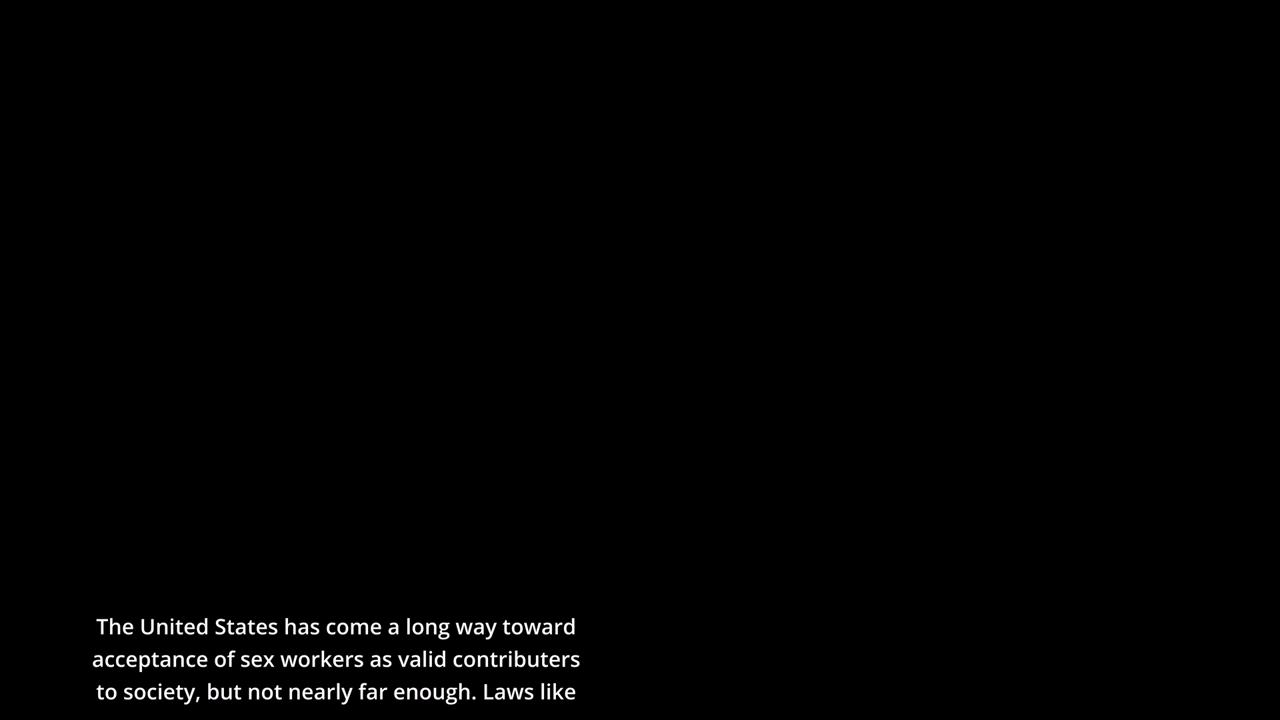 The United States has come a long way toward
acceptance of sex workers as valid contributers
to society, but not nearly far enough. Laws like